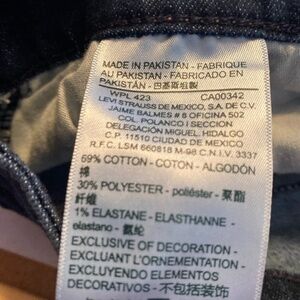 MADE IN PAKISTAN - FABRIQUE
AU PAKISTAN - FABRICADO EN
PAKISTÁN - 巴基斯坦製
WPL 423 CA00342
LEVI STRAUSS DE MEXICO, S.A. DE C.V.
JAIME BALMES # 8 OFICINA 502
COL. POLANCO I SECCION
DELEGACIÓN MIGUEL HIDALGO
C.P. 11510 CIUDAD DE MEXICO
R.F.C. LSM 660818 M-98 C.N.I.V. 3337
69% COTTON - COTON - ALGODÓN
棉
30% POLYESTER - poliéster - 聚酯
纖維
1% ELASTANE - ELASTHANNE -
elastano - 氨纶
EXCLUSIVE OF DECORATION -
EXCLUANT L'ORNEMENTATION -
EXCLUYENDO ELEMENTOS
DECORATIVOS - 不包括装饰